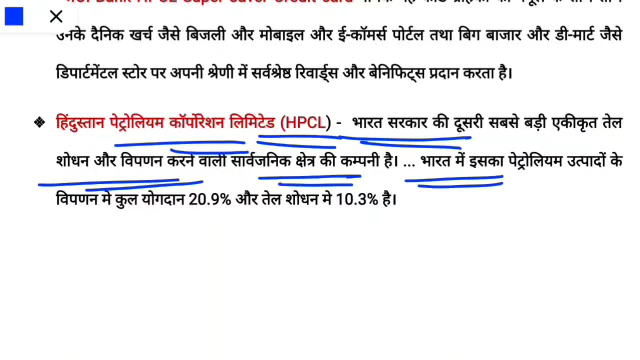 उनके दैनिक खर्च जैसे बिजली और मोबाइल और ई-कॉमर्स पोर्टल तथा बिग बाजार और डी-मार्ट जैसे
डिपार्टमेंटल स्टोर पर अपनी श्रेणी में सर्वश्रेष्ठ रिवार्ड्स और बेनिफिट्स प्रदान करता है।
❖ हिंदुस्तान पेट्रोलियम कॉर्पोरेशन लिमिटेड (HPCL) - भारत सरकार की दूसरी सबसे बड़ी एकीकृत तेल
शोधन और विपणन करने वाली सार्वजनिक क्षेत्र की कम्पनी है। ... भारत में इसका पेट्रोलियम उत्पादों के
विपणन मे कुल योगदान 20.9% और तेल शोधन मे 10.3% है।